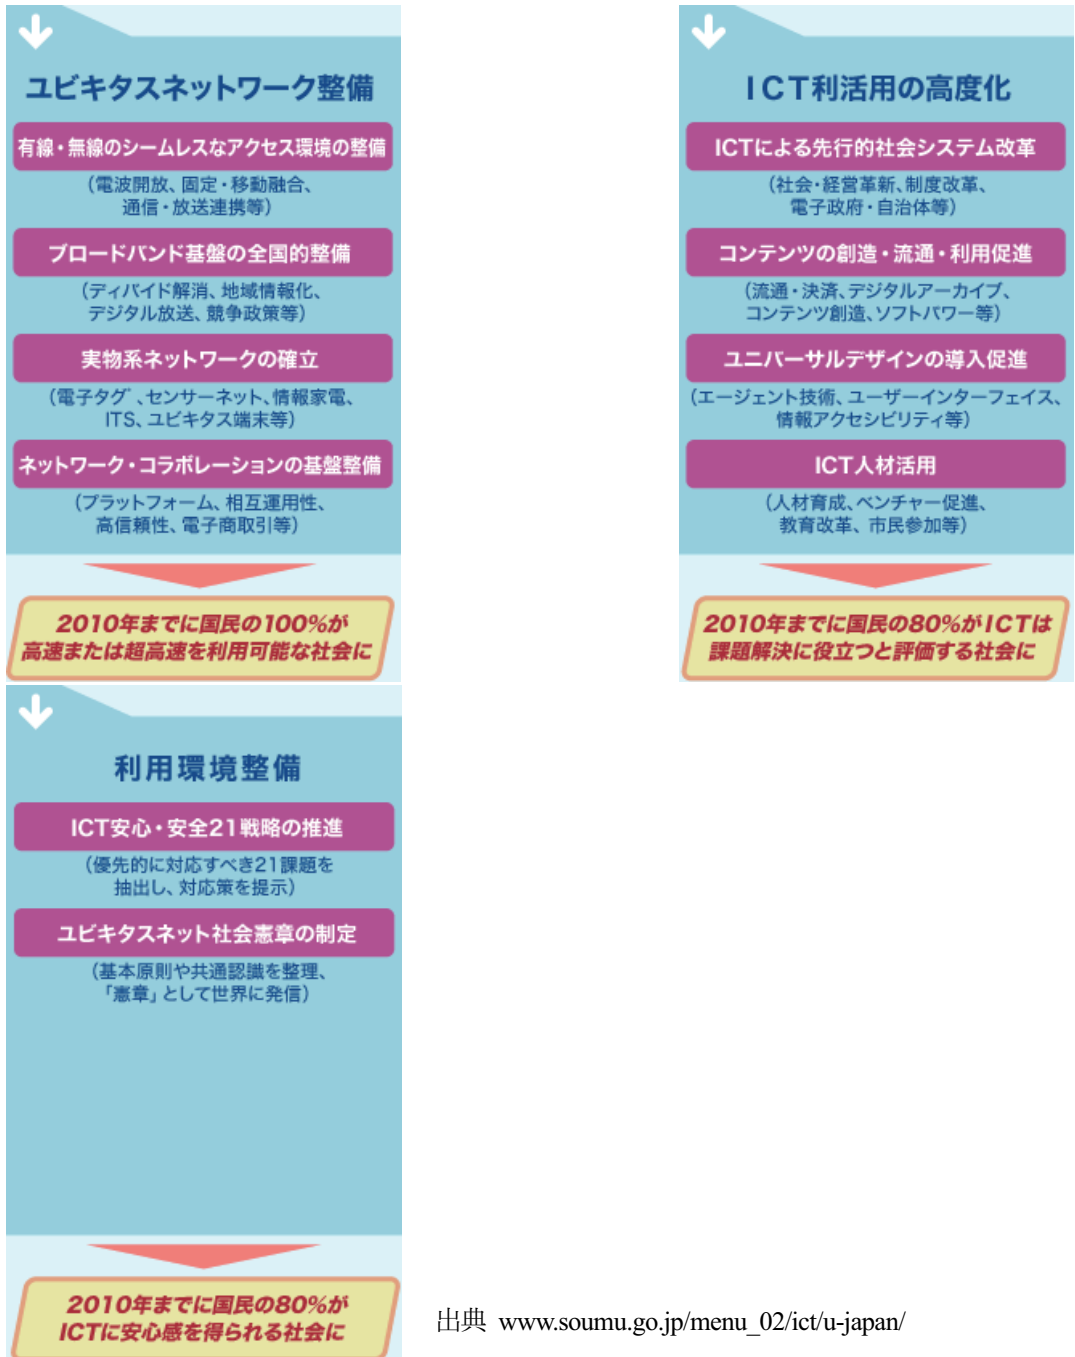 ユビキタスネットワーク整備
有線・無線のシームレスなアクセス環境の整備
(電波開放、固定・移動融合、
通信・放送連携等)
ブロードバンド基盤の全国的整備
(ディバイド解消、地域情報化、
デジタル放送、競争政策等)
実物系ネットワークの確立
(電子タグ、センサーネット、情報家電、
ITS、ユビキタス端末等)
ネットワーク・コラボレーションの基盤整備
(プラットフォーム、相互運用性、
高信頼性、電子商取引等)
2010年までに国民の100%が
高速または超高速を利用可能な社会に
ICT利活用の高度化
ICTによる先行的社会システム改革
(社会・経営革新、制度改革、
電子政府・自治体等)
コンテンツの創造・流通・利用促進
(流通・決済、デジタルアーカイブ、
コンテンツ創造、ソフトパワー等)
ユニバーサルデザインの導入促進
(エージェント技術、ユーザーインターフェイス、
情報アクセシビリティ等)
ICT人材活用
(人材育成、ベンチャー促進、
教育改革、市民参加等)
2010年までに国民の80%がICTは
課題解決に役立つと評価する社会に
利用環境整備
ICT安心・安全21戦略の推進
(優先的に対応すべき21課題を
抽出し、対応策を提示)
ユビキタスネット社会憲章の制定
(基本原則や共通認識を整理、
「憲章」として世界に発信)
2010年までに国民の80%が
ICTに安心感を得られる社会に
出典 www.soumu.go.jp/menu_02/ict/u-japan/